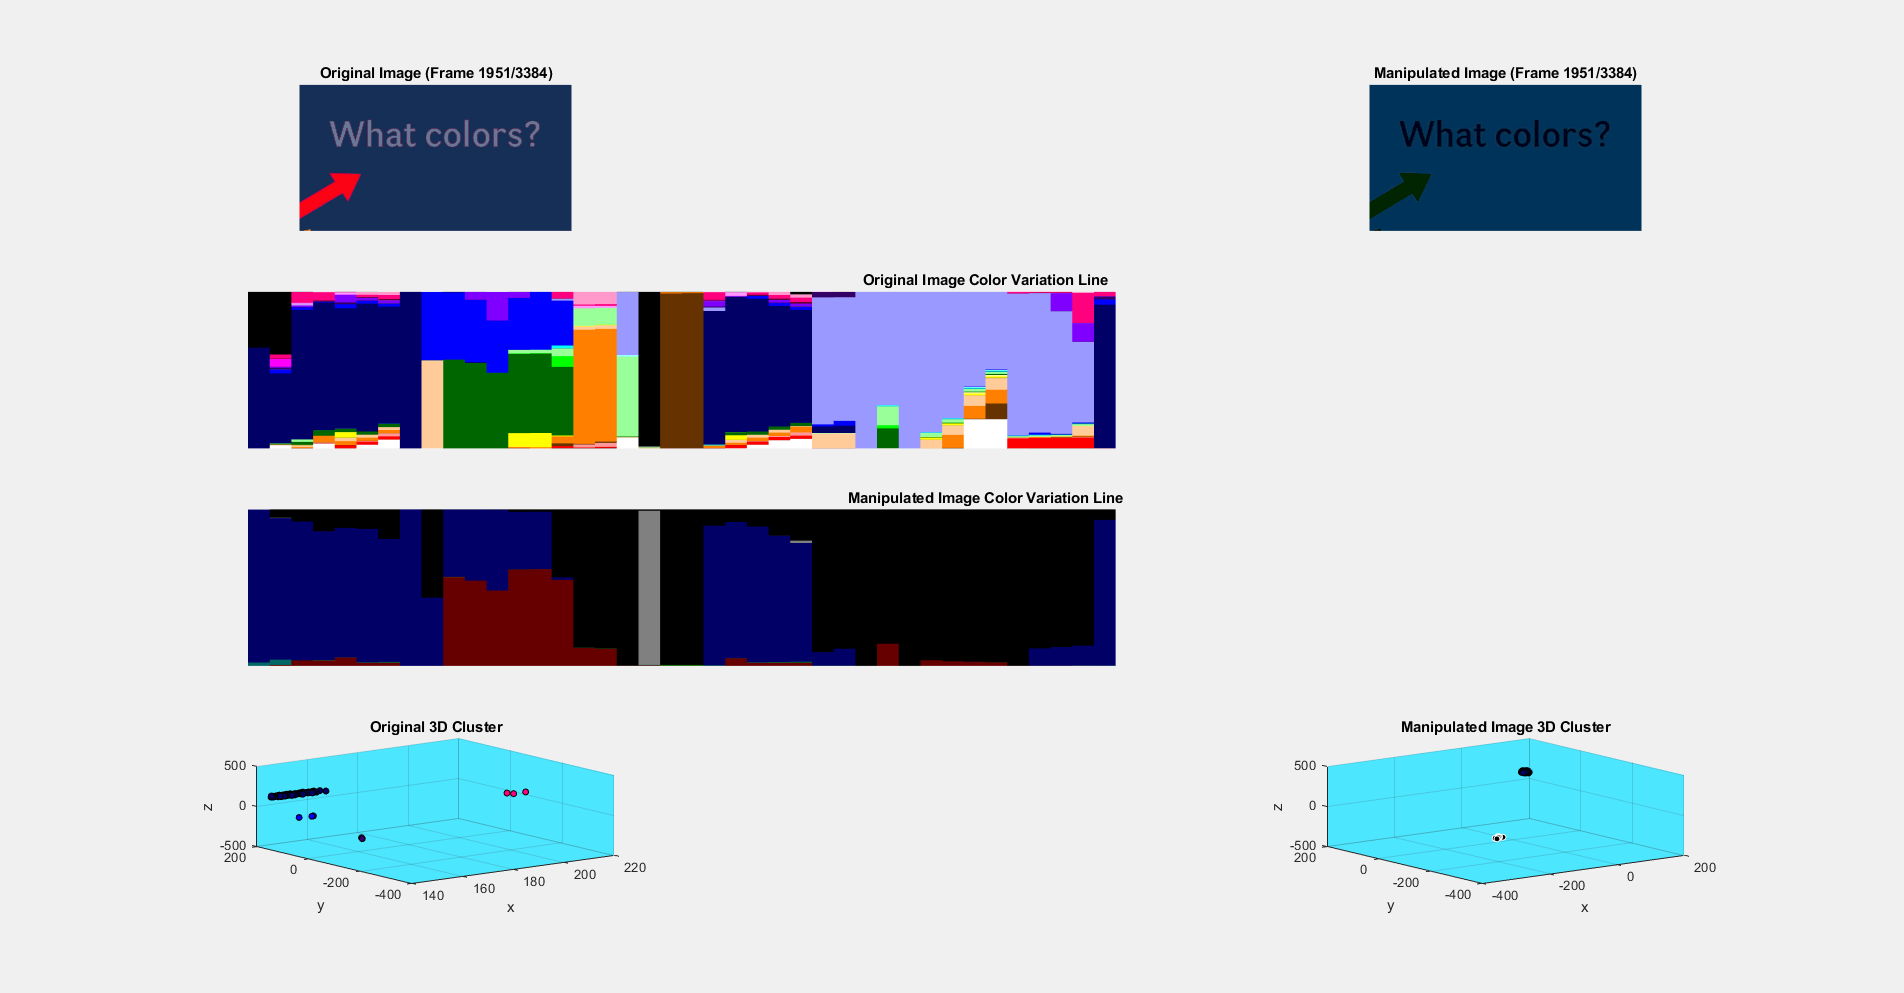 Original Image (Frame 1951/3384)
What colors?
Manipulated Image (Frame 1951/3384)
What colors?
Original Image Color Variation Line
Manipulated Image Color Variation Line
Original 3D Cluster
500
0
-500
z
200
0
-200
-400
y
140
160
180
200
220
x
Manipulated Image 3D Cluster
500
0
-500
z
200
0
-200
-400
y
-400
-200
0
200
x